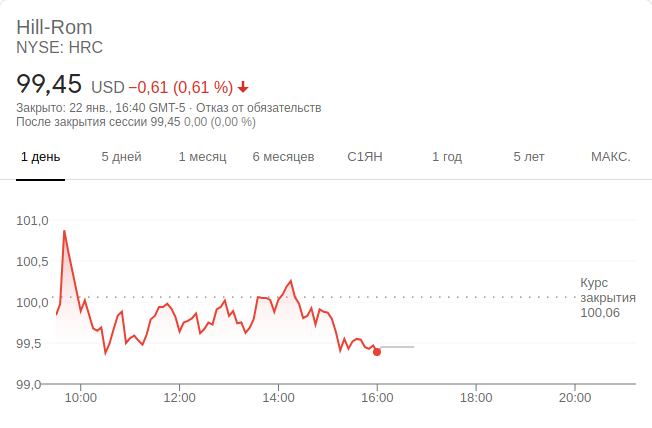 Hill-Rom
NYSE: HRC
99,45 USD −0,61 (0,61 %)
Закрыто: 22 янв., 16:40 GMT-5 · Отказ от обязательств
После закрытия сессии 99,45 0,00 (0,00 %)
1 день 5 дней 1 месяц 6 месяцев С1ЯН 1 год 5 лет МАКС.
101,0
100,5
100,0
99,5
99,0
Курс
закрытия
100,06
10:00 12:00 14:00 16:00 18:00 20:00